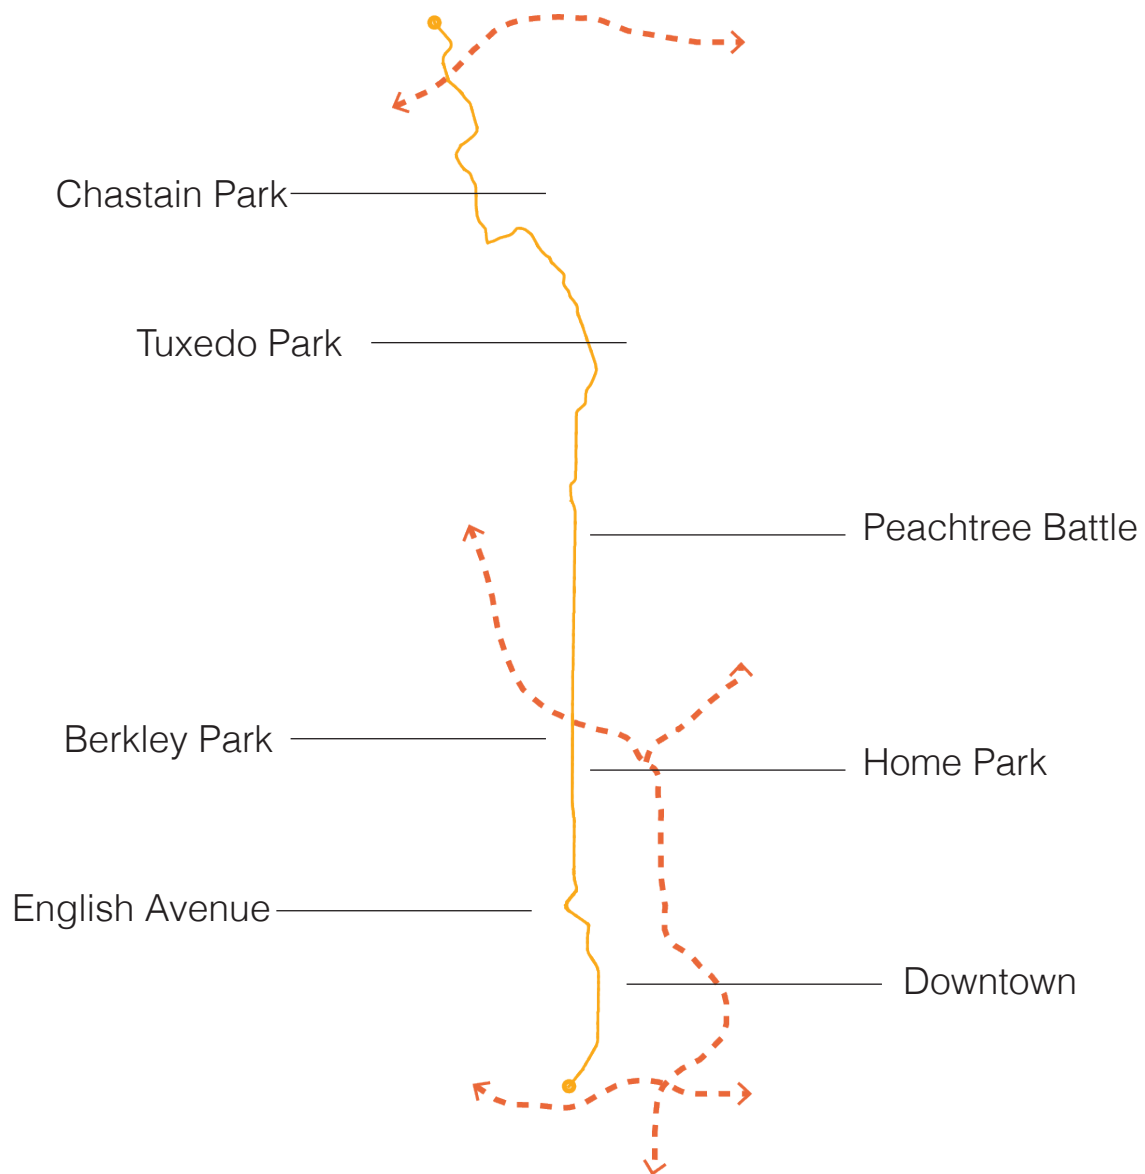 Chastain Park
Tuxedo Park
Peachtree Battle
Berkley Park
Home Park
English Avenue
Downtown